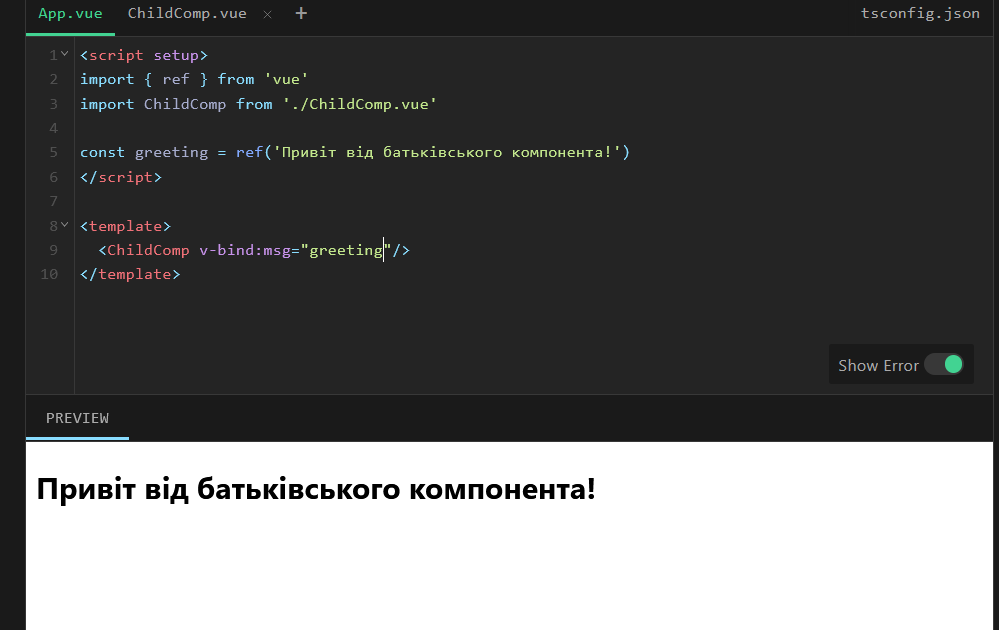 App.vue ChildComp.vue × + tsconfig.json
1 <script setup>
2 import { ref } from 'vue'
3 import ChildComp from './ChildComp.vue'
4
5 const greeting = ref('Привіт від батьківського компонента!')
6 </script>
7
8 <template>
9 <ChildComp v-bind:msg="greeting"/>
10 </template>
Show Error
PREVIEW
Привіт від батьківського компонента!